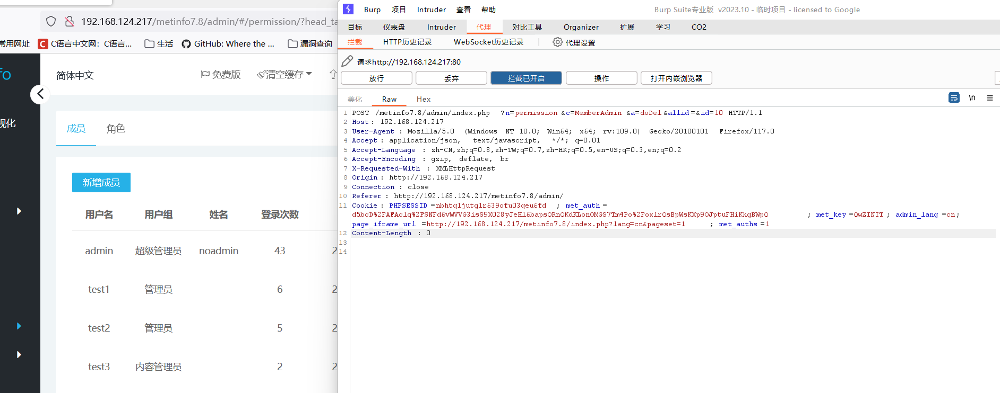 192.168.124.217/metinfo7.8/admin/#/permission/?head_ta
常用网址 C语言中文网：C语言... 生活 GitHub: Where the ... 漏洞查询
fo
简体中文 免费版 清空缓存
视化
成员 角色
新增成员
用户名 用户组 姓名 登录次数
admin 超级管理员 noadmin 43 2
test1 管理员 6 2
test2 管理员 5 2
test3 内容管理员 2 2
Burp 项目 Intruder 查看 帮助 Burp Suite专业版 v2023.10 - 临时项目 - licensed to Google
目标 仪表盘 Intruder 代理 对比工具 Organizer 扩展 学习 CO2
拦截 HTTP历史记录 WebSocket历史记录 代理设置
请求http://192.168.124.217:80
放行 丢弃 拦截已开启 操作 打开内嵌浏览器
美化 Raw Hex \n
1 POST /metinfo7.8/admin/index.php ?n=permission &c=MemberAdmin &a=doDel&allid=&id=10 HTTP/1.1
2 Host: 192.168.124.217
3 User-Agent : Mozilla/5.0 (Windows NT 10.0; Win64; x64; rv:109.0) Gecko/20100101 Firefox/117.0
4 Accept : application/json, text/javascript, */*; q=0.01
5 Accept-Language : zh-CN,zh;q=0.8,zh-TW;q=0.7,zh-HK;q=0.5,en-US;q=0.3,en;q=0.2
6 Accept-Encoding : gzip, deflate, br
7 X-Requested-With : XMLHttpRequest
8 Origin : http://192.168.124.217
9 Connection : close
10 Referer : http://192.168.124.217/metinfo7.8/admin/
11 Cookie : PHPSESSID =nbhtq1jutg1r639ofu03qeu6fd ; met_auth =
d5bcD%2FAFAclq%2FSNFd6vWVVG3isS9X028yJeHl6bapsQRnQKdKLonOMGS7Tm4Po%2FoxlrQsBpWsKXp9OJptuFHiKkgBWpQ ; met_key =QwZINIT ; admin_lang =cn;
page_iframe_url =http://192.168.124.217/metinfo7.8/index.php?lang=cn&pageset=1 ; met_auths =1
12 Content-Length : 0
13
14